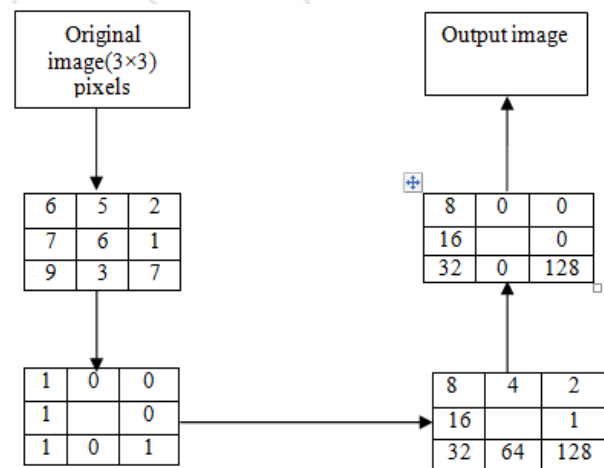 Original
image(3×3)
pixels
Output image
6 5 2
7 6 1
9 3 7
8 0 0
16 0
32 0 128
1 0 0
1 0
1 0 1
8 4 2
16 1
32 64 128